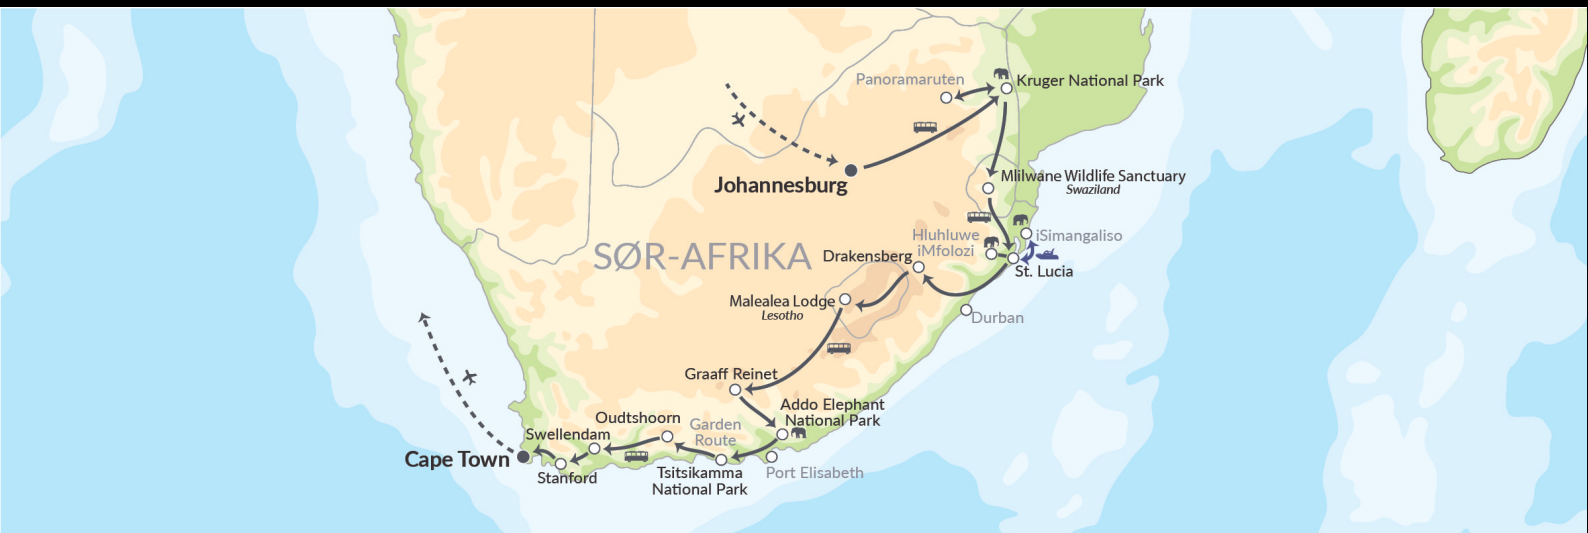 Panoramaruten
Kruger National Park
Johannesburg
Mlilwane Wildlife Sanctuary
Swaziland
SØR-AFRIKA
Hluhluwe
iMfolozi
iSimangaliso
Drakensberg
St. Lucia
Malealea Lodge
Lesotho
Durban
Graaff Reinet
Addo Elephant
National Park
Oudtshoorn
Garden
Route
Swellendam
Cape Town
Stanford
Tsitsikamma
National Park
Port Elisabeth